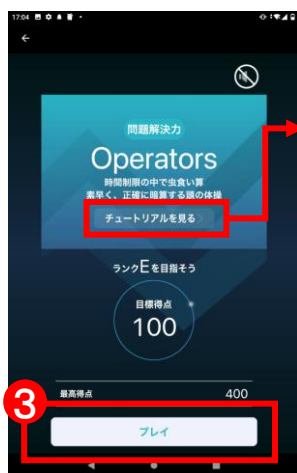 17:04
問題解決力
Operators
時間制限の中で虫食い算
素早く、正確に暗算する頭の体操
チュートリアルを見る
ランクEを目指そう
目標得点
100
最高得点 400
3
プレイ